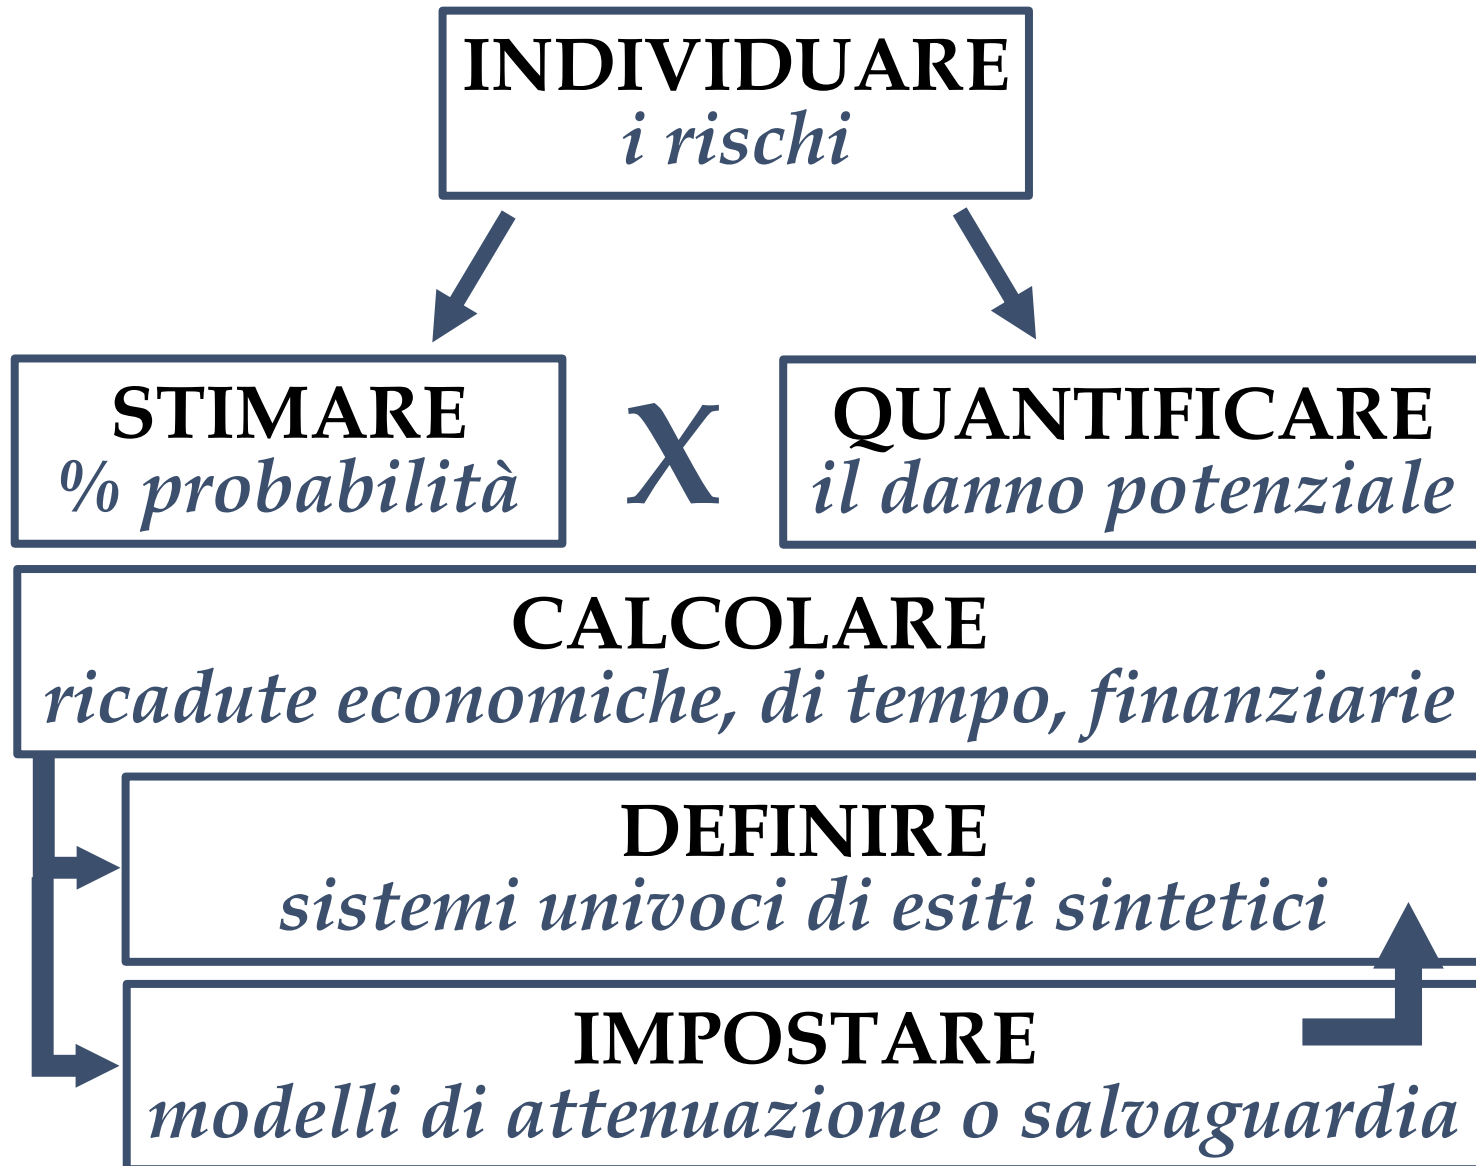 INDIVIDUARE
i rischi
STIMARE
% probabilità
X
QUANTIFICARE
il danno potenziale
CALCOLARE
ricadute economiche, di tempo, finanziarie
DEFINIRE
sistemi univoci di esiti sintetici
IMPOSTARE
modelli di attenuazione o salvaguardia